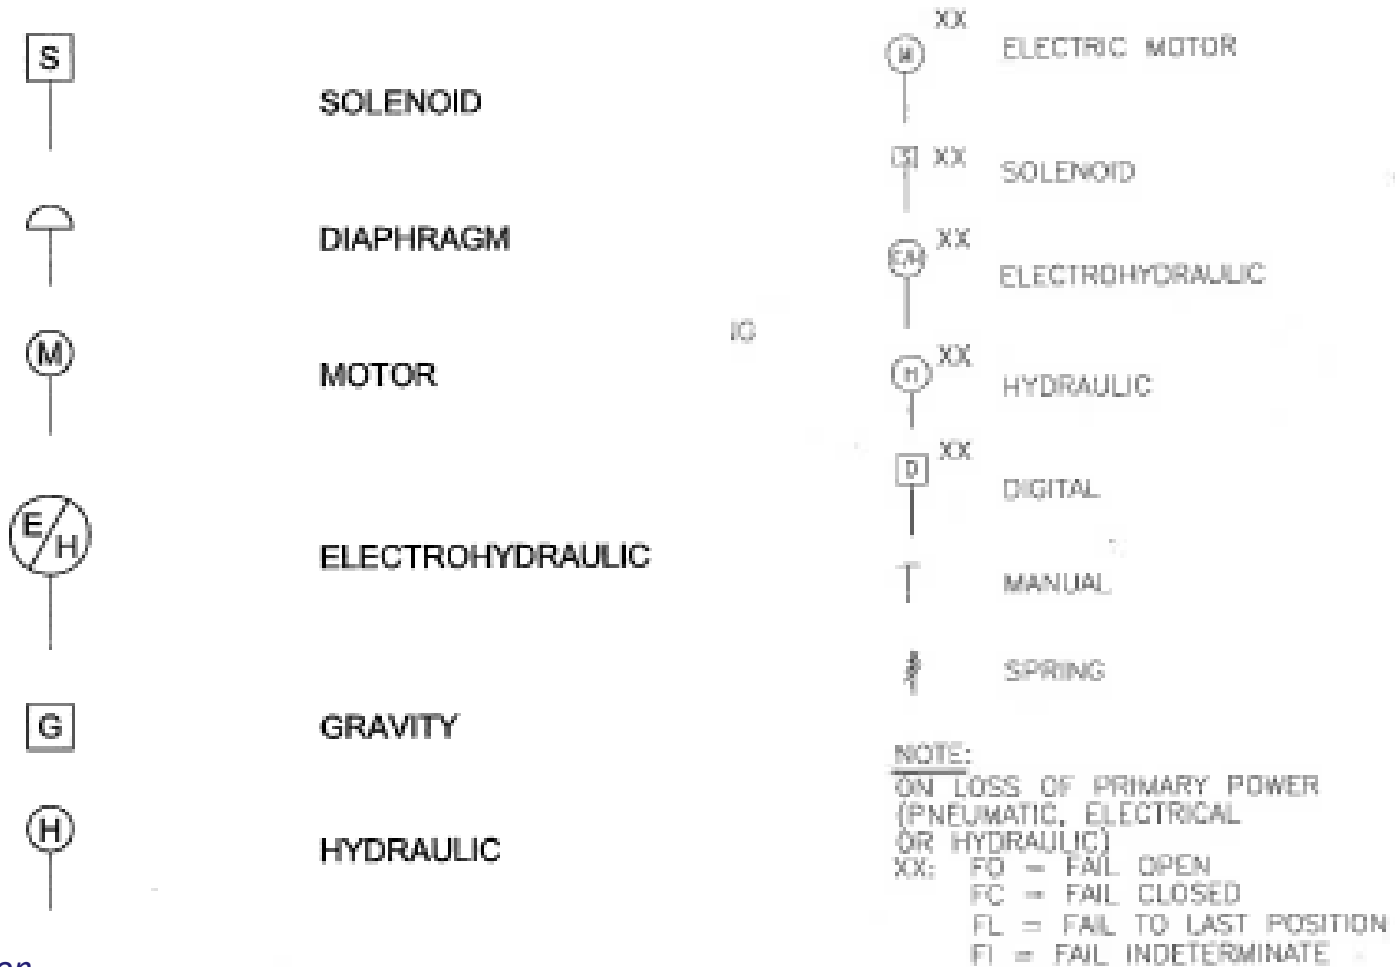 S
SOLENOID
DIAPHRAGM
M
MOTOR
E/H
ELECTROHYDRAULIC
G
GRAVITY
H
HYDRAULIC
XX
M
ELECTRIC MOTOR
S XX
SOLENOID
XX
E/H
ELECTROHYDRAULIC
XX
H
HYDRAULIC
XX
D
DIGITAL
MANUAL
SPRING
NOTE:
ON LOSS OF PRIMARY POWER
(PNEUMATIC, ELECTRICAL
OR HYDRAULIC)
XX: FO = FAIL OPEN
FC = FAIL CLOSED
FL = FAIL TO LAST POSITION
FI = FAIL INDETERMINATE